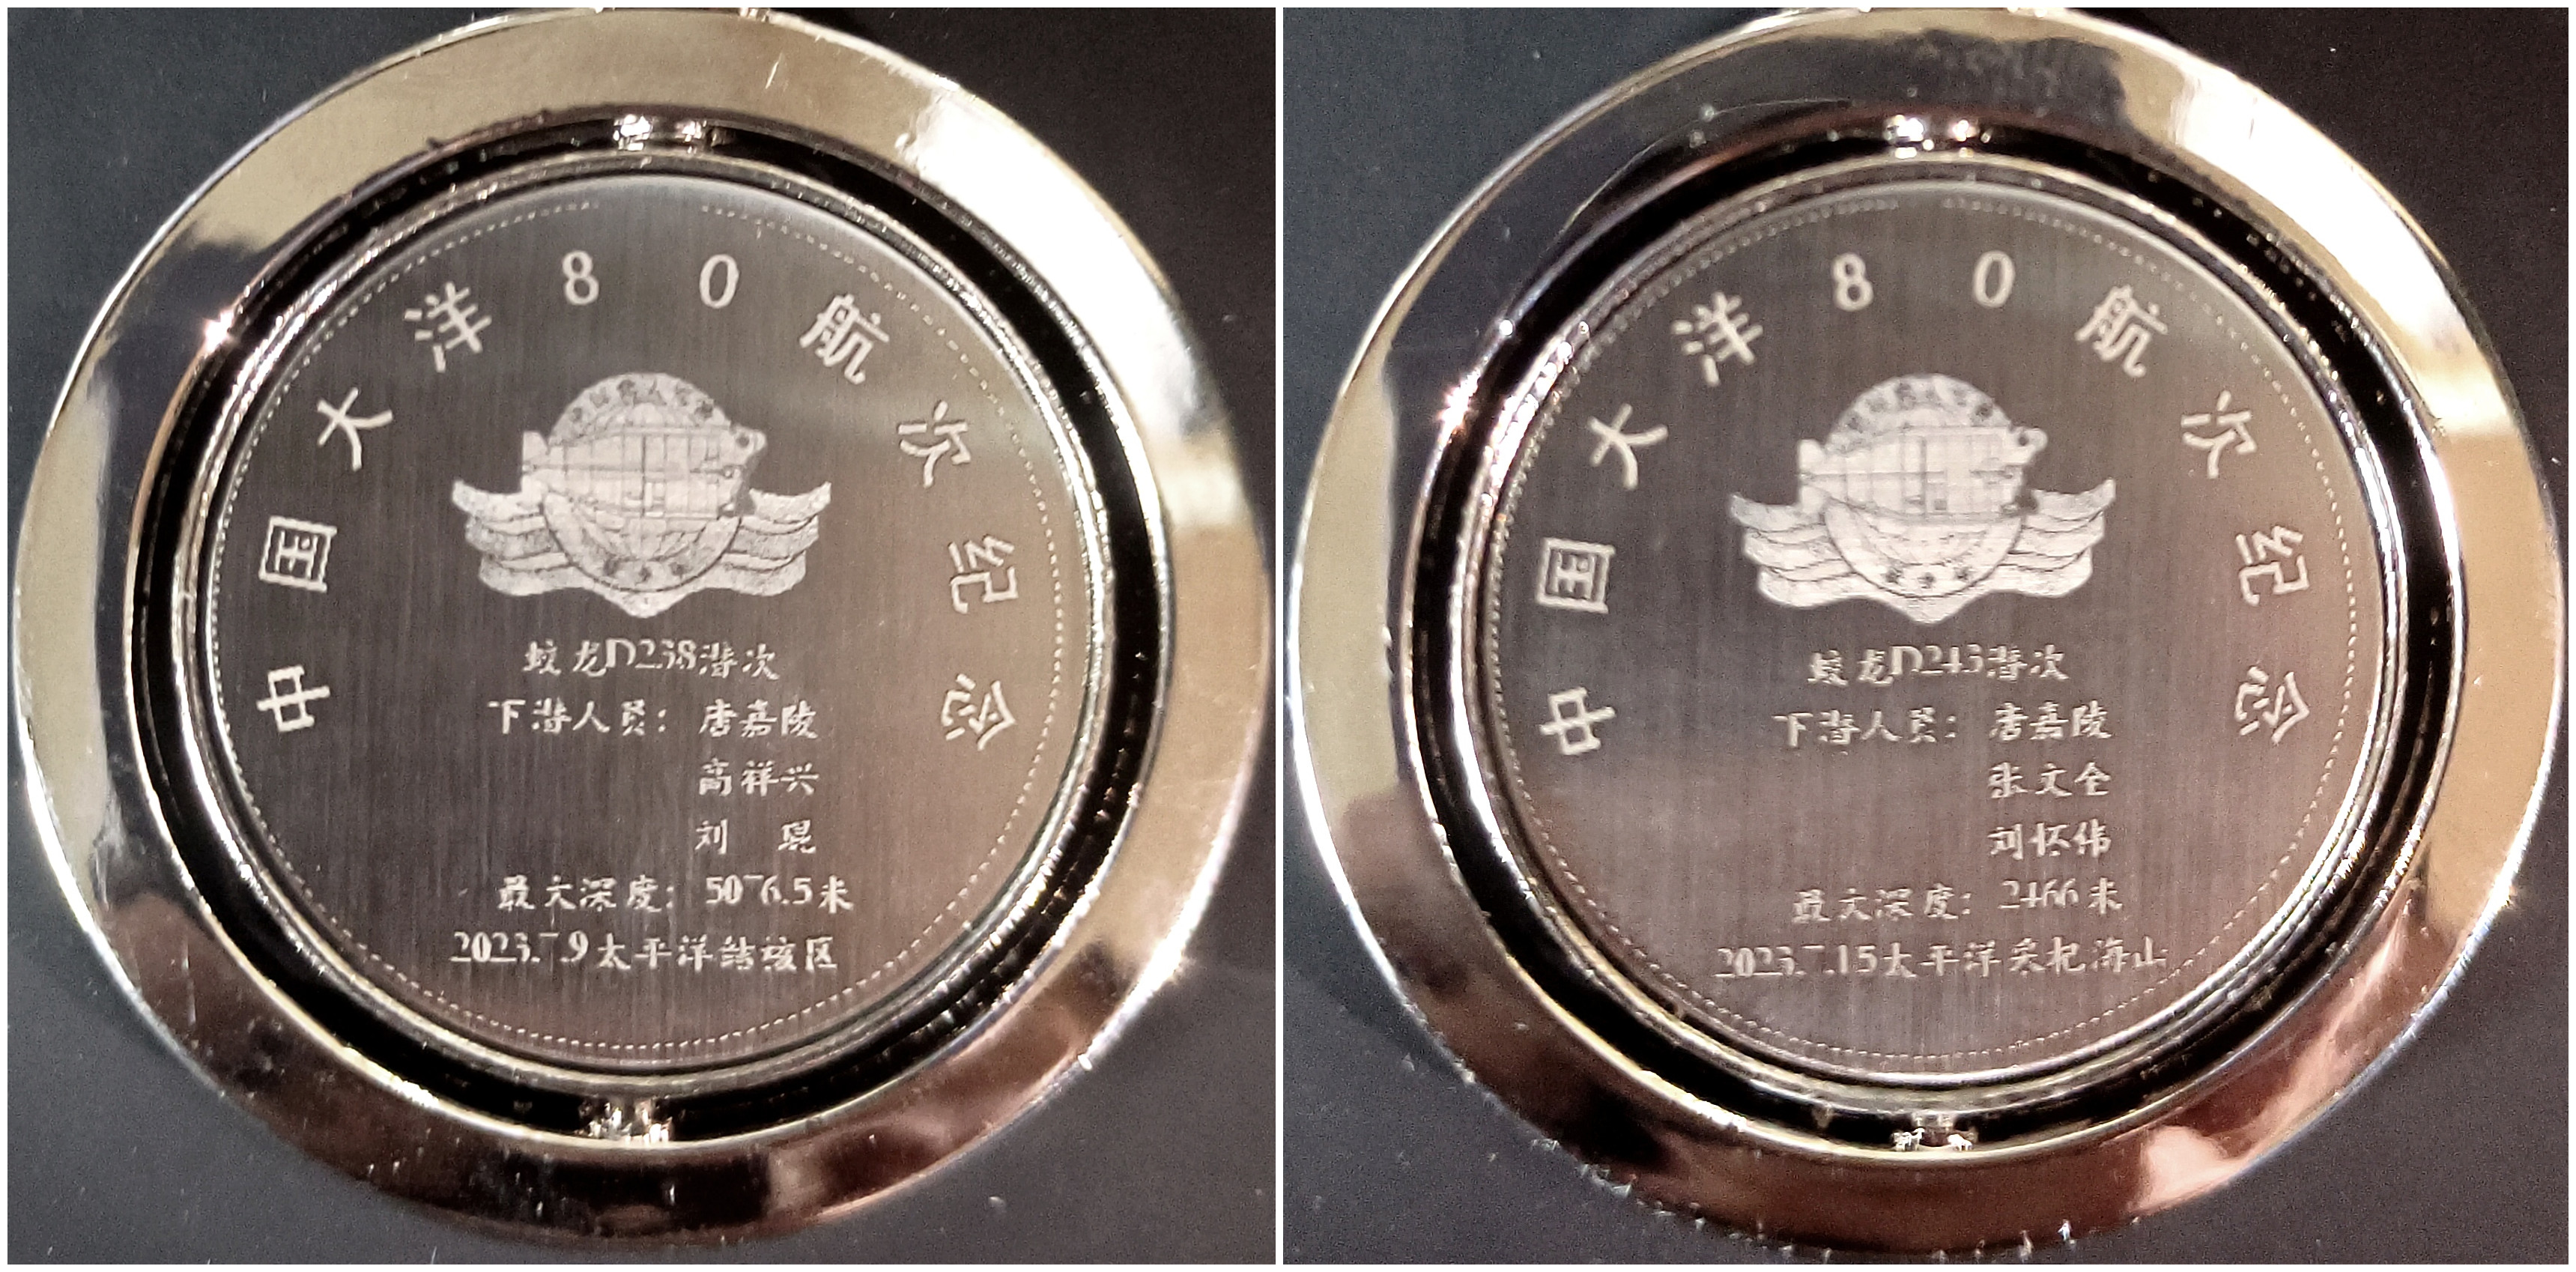 中国大洋80航次纪念
蛟龙D238潜次
下潜人员：唐嘉陵
高祥兴
刘 琨
最大深度：5076.5米
2023.7.9太平洋结核区
中国大洋80航次纪念
蛟龙D243潜次
下潜人员：唐嘉陵
张文全
刘怀伟
最大深度：2466米
2023.7.15太平洋采杞海山